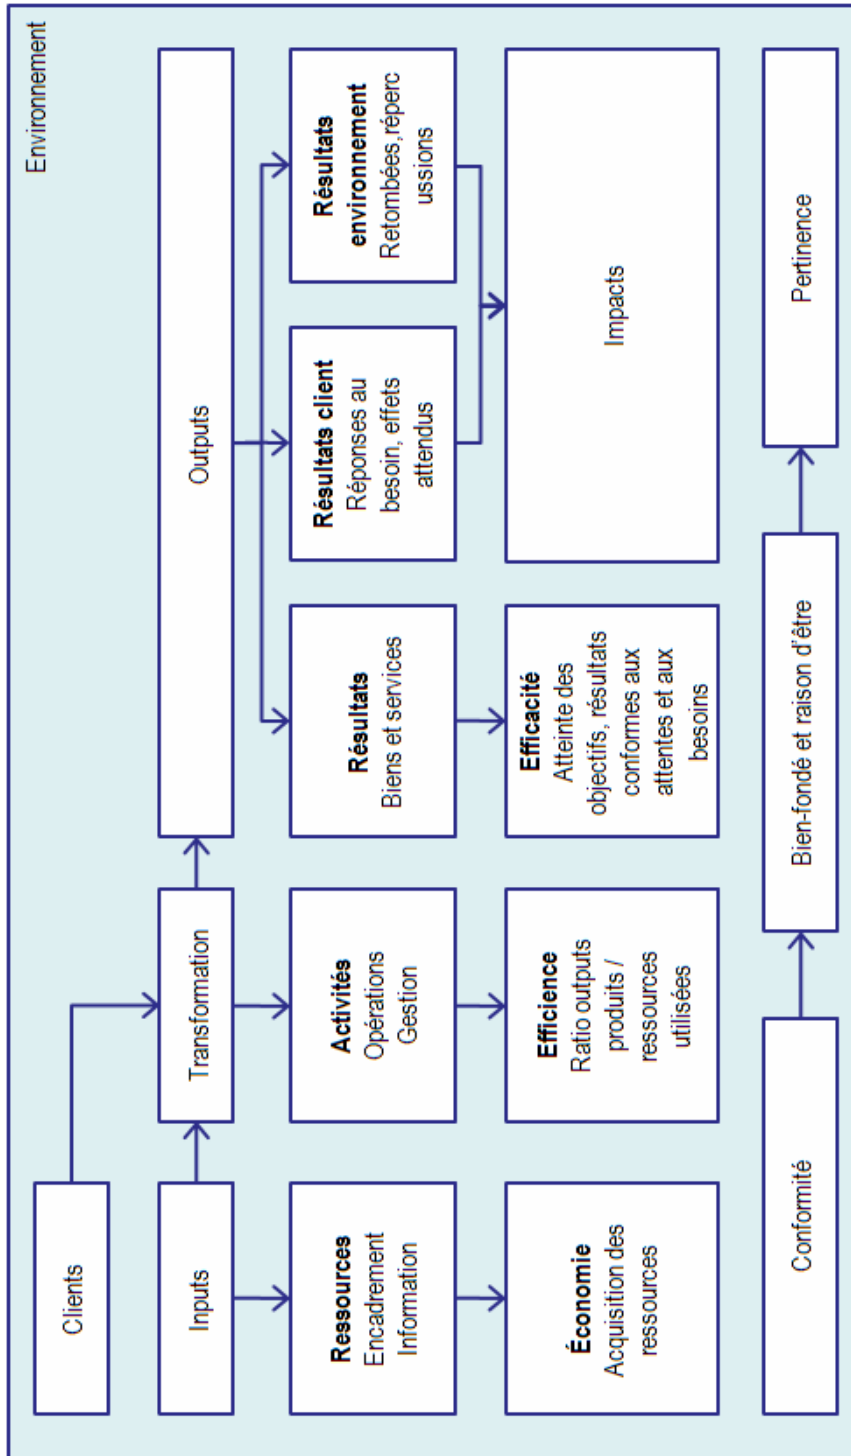 Environnement
Clients
Inputs
Transformation
Outputs
Ressources
Encadrement
Information
Activités
Opérations
Gestion
Résultats
Biens et services
Résultats client
Réponses au
besoin, effets
attendus
Résultats
environnement
Retombées,réperc
ussions
Économie
Acquisition des
ressources
Efficience
Ratio outputs
produits /
ressources
utilisées
Efficacité
Atteinte des
objectifs, résultats
conformes aux
attentes et aux
besoins
Impacts
Conformité
Bien-fondé et raison d'être
Pertinence